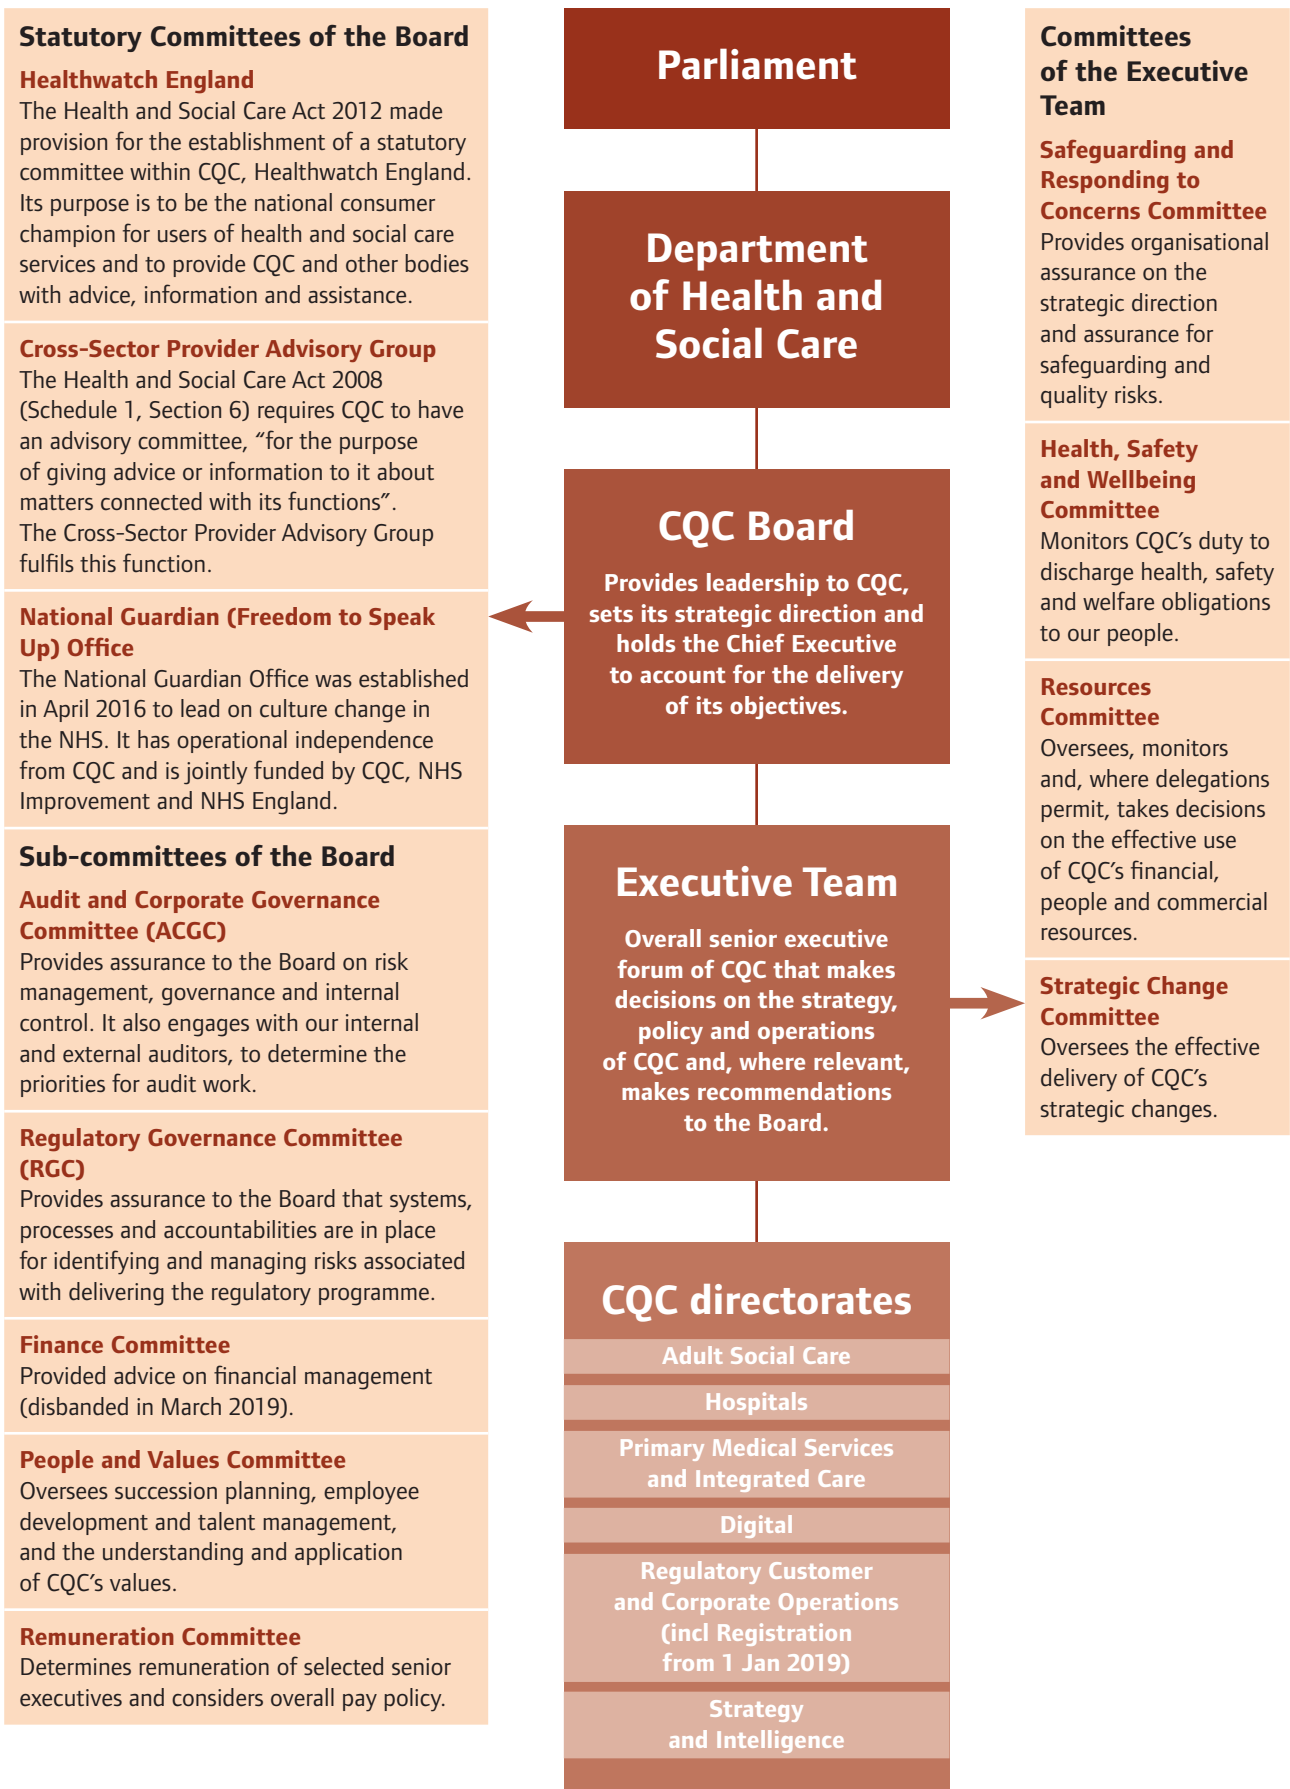 Statutory Committees of the Board
Healthwatch England
The Health and Social Care Act 2012 made
provision for the establishment of a statutory
committee within CQC, Healthwatch England.
Its purpose is to be the national consumer
champion for users of health and social care
services and to provide CQC and other bodies
with advice, information and assistance.
Cross-Sector Provider Advisory Group
The Health and Social Care Act 2008
(Schedule 1, Section 6) requires CQC to have
an advisory committee, “for the purpose
of giving advice or information to it about
matters connected with its functions”.
The Cross-Sector Provider Advisory Group
fulfils this function.
National Guardian (Freedom to Speak
Up) Office
The National Guardian Office was established
in April 2016 to lead on culture change in
the NHS. It has operational independence
from CQC and is jointly funded by CQC, NHS
Improvement and NHS England.
Sub-committees of the Board
Audit and Corporate Governance
Committee (ACGC)
Provides assurance to the Board on risk
management, governance and internal
control. It also engages with our internal
and external auditors, to determine the
priorities for audit work.
Regulatory Governance Committee
(RGC)
Provides assurance to the Board that systems,
processes and accountabilities are in place
for identifying and managing risks associated
with delivering the regulatory programme.
Finance Committee
Provided advice on financial management
(disbanded in March 2019).
People and Values Committee
Oversees succession planning, employee
development and talent management,
and the understanding and application
of CQC’s values.
Remuneration Committee
Determines remuneration of selected senior
executives and considers overall pay policy.
Parliament
Department
of Health and
Social Care
CQC Board
Provides leadership to CQC,
sets its strategic direction and
holds the Chief Executive
to account for the delivery
of its objectives.
Executive Team
Overall senior executive
forum of CQC that makes
decisions on the strategy,
policy and operations
of CQC and, where relevant,
makes recommendations
to the Board.
CQC directorates
Adult Social Care
Hospitals
Primary Medical Services
and Integrated Care
Digital
Regulatory Customer
and Corporate Operations
(incl Registration
from 1 Jan 2019)
Strategy
and Intelligence
Committees
of the Executive
Team
Safeguarding and
Responding to
Concerns Committee
Provides organisational
assurance on the
strategic direction
and assurance for
safeguarding and
quality risks.
Health, Safety
and Wellbeing
Committee
Monitors CQC’s duty to
discharge health, safety
and welfare obligations
to our people.
Resources
Committee
Oversees, monitors
and, where delegations
permit, takes decisions
on the effective use
of CQC’s financial,
people and commercial
resources.
Strategic Change
Committee
Oversees the effective
delivery of CQC’s
strategic changes.